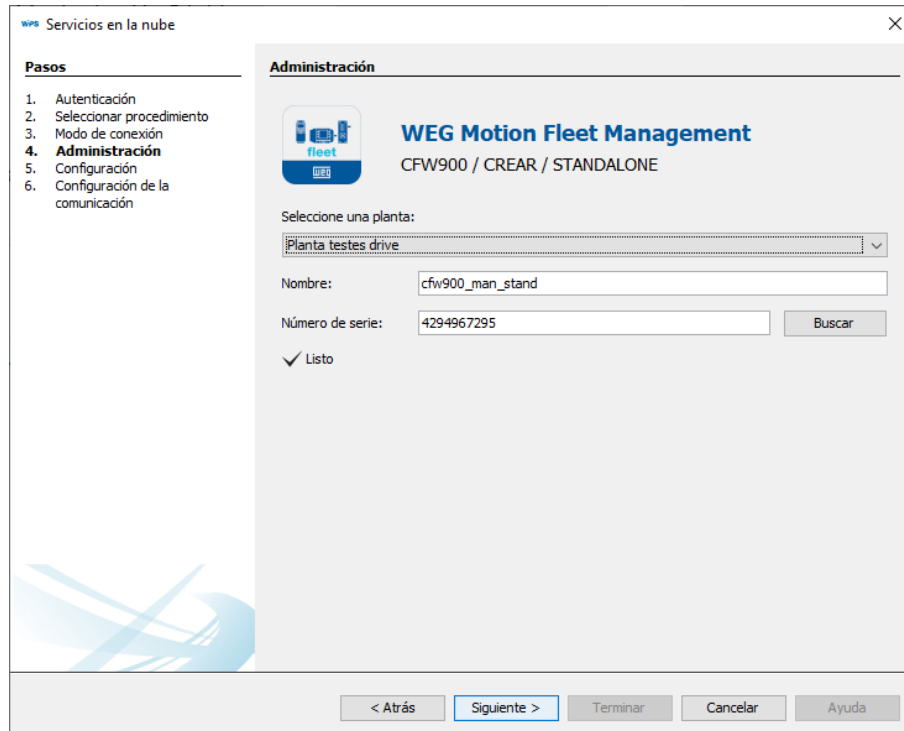 WPS Servicios en la nube
Pasos
1. Autenticación
2. Seleccionar procedimiento
3. Modo de conexión
4. Administración
5. Configuración
6. Configuración de la
comunicación
Administración
fleet
WEG
WEG Motion Fleet Management
CFW900 / CREAR / STANDALONE
Seleccione una planta:
Planta testes drive
Nombre: cfw900_man_stand
Número de serie: 4294967295 Buscar
Listo
< Atrás Siguiente > Terminar Cancelar Ayuda